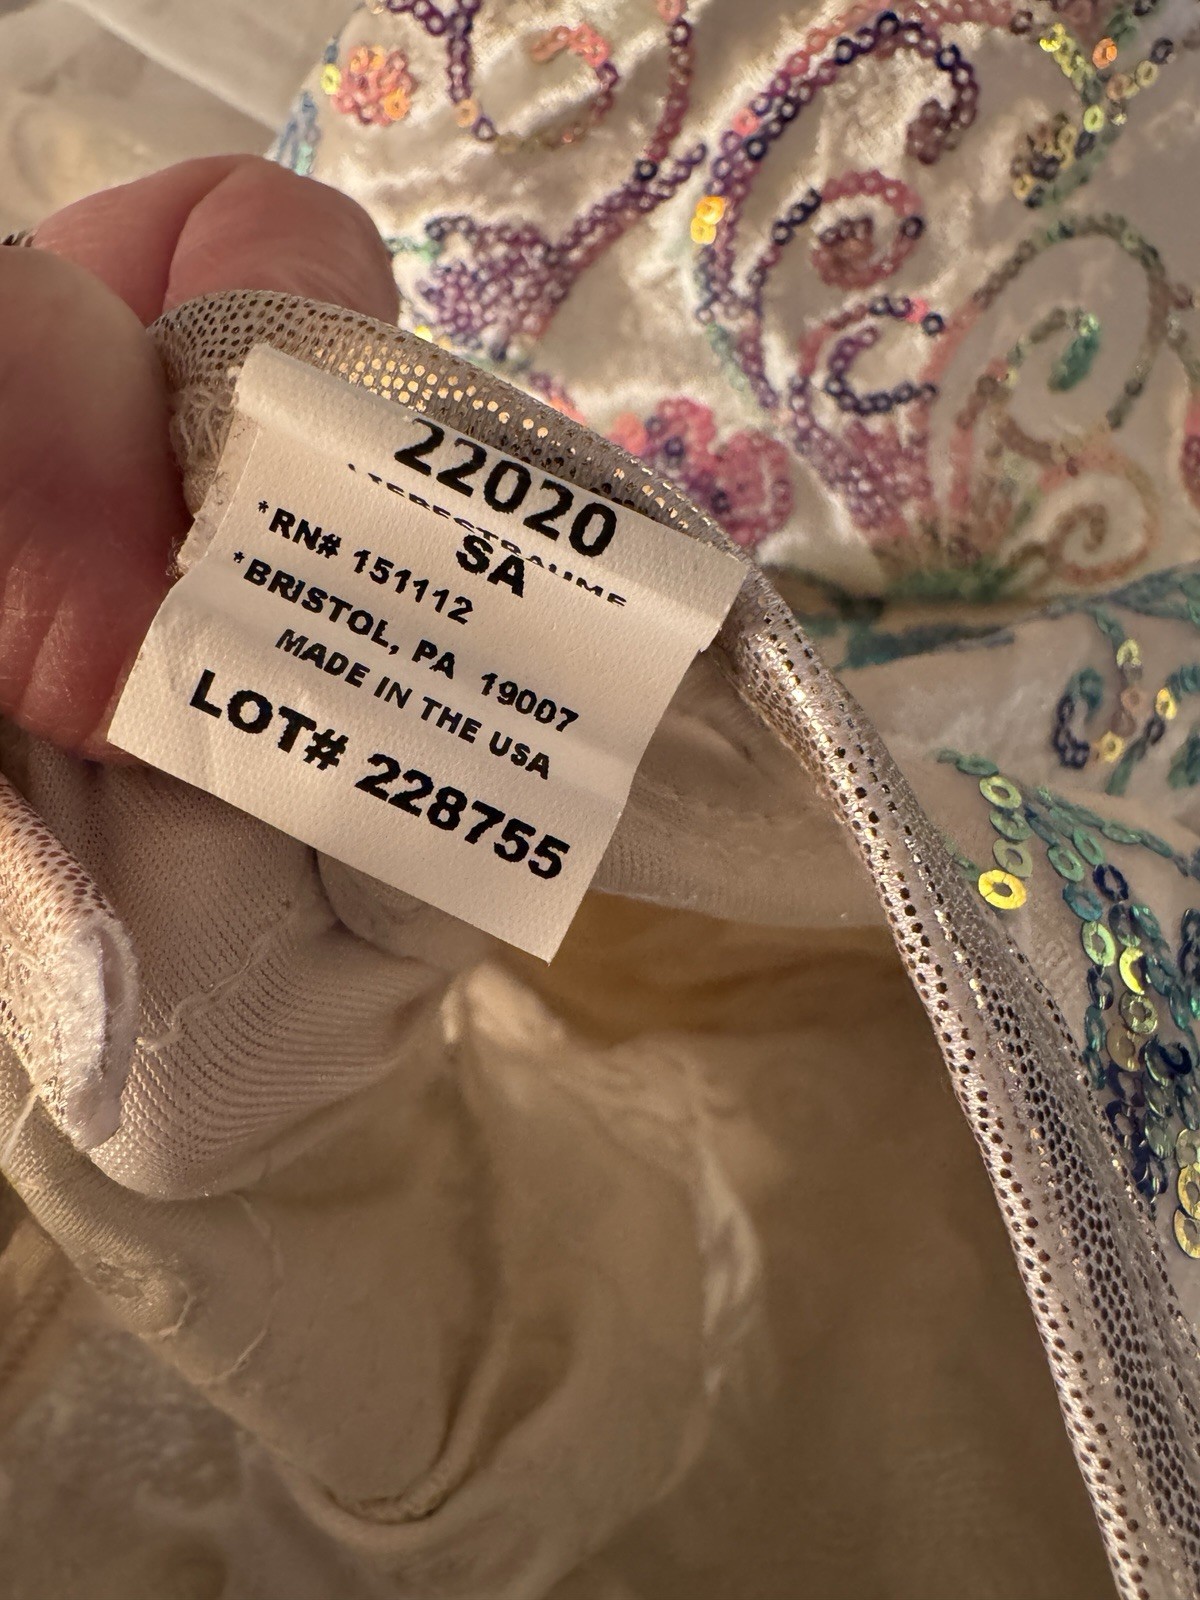 22020
SA
*RN# 151112
*BRISTOL, PA 19007
MADE IN THE USA
LOT# 228755